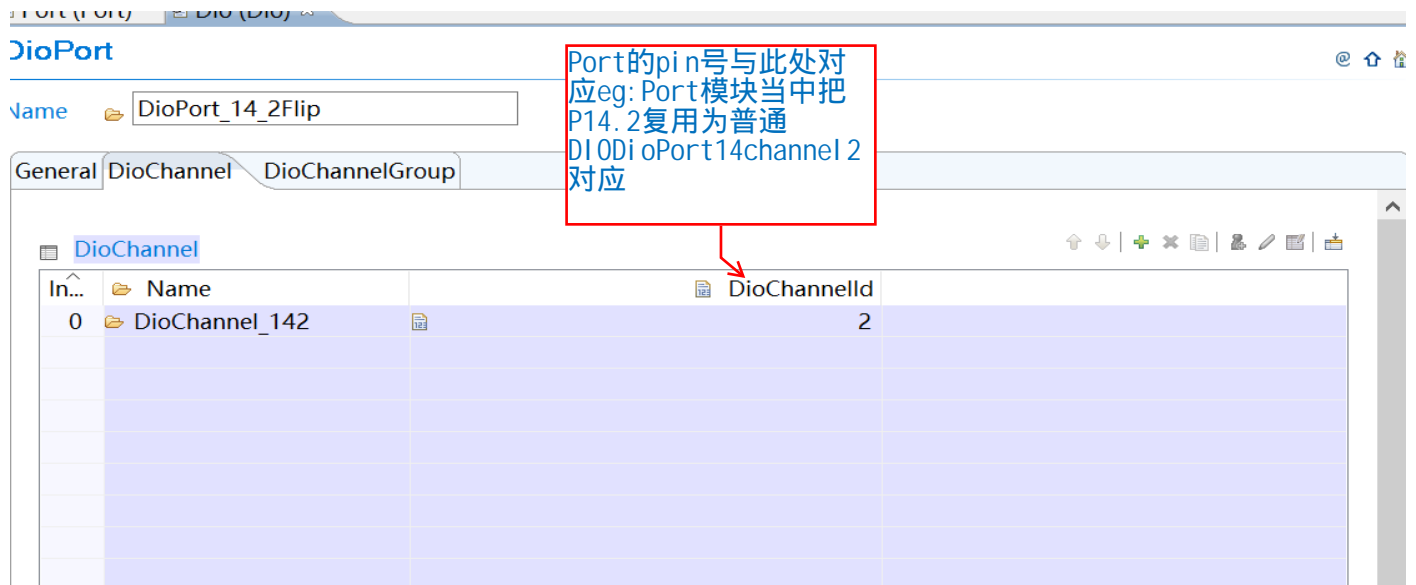 Port (Port) Dio (Dio)
DioPort
Name DioPort_14_2Flip
Port的pin号与此处对
应eg:Port模块当中把
P14.2复用为普通
DIODioPort14channel2
对应
General DioChannel DioChannelGroup
DioChannel
In... Name DioChannelId
0 DioChannel_142 2